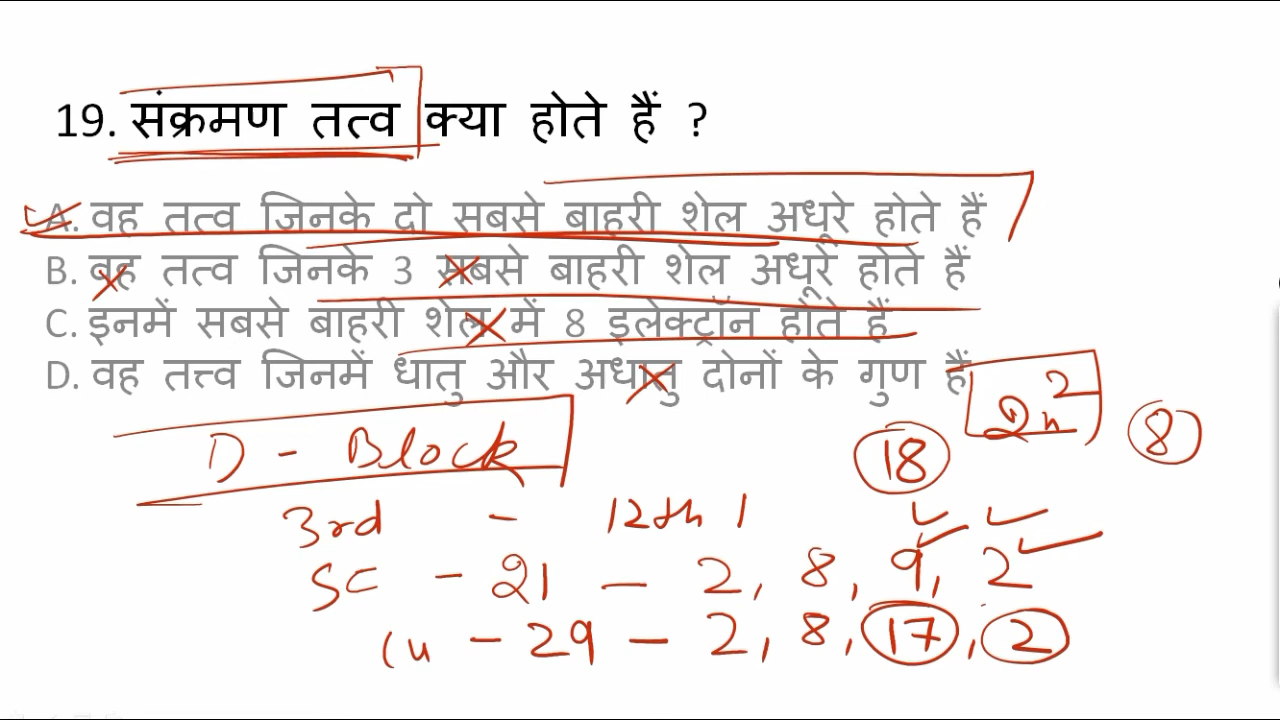 19. संक्रमण तत्व क्या होते हैं ?
A. वह तत्व जिनके दो सबसे बाहरी शेल अधूरे होते हैं
B. वह तत्व जिनके 3 सबसे बाहरी शेल अधूरे होते हैं
C. इनमें सबसे बाहरी शेल में 8 इलेक्ट्रॉन होते हैं
D. वह तत्त्व जिनमें धातु और अधातु दोनों के गुण हैं
2n²
D - Block
18
8
3rd - 12th
Sc - 21 - 2, 8, 9, 2
Cu - 29 - 2, 8, 17, 2